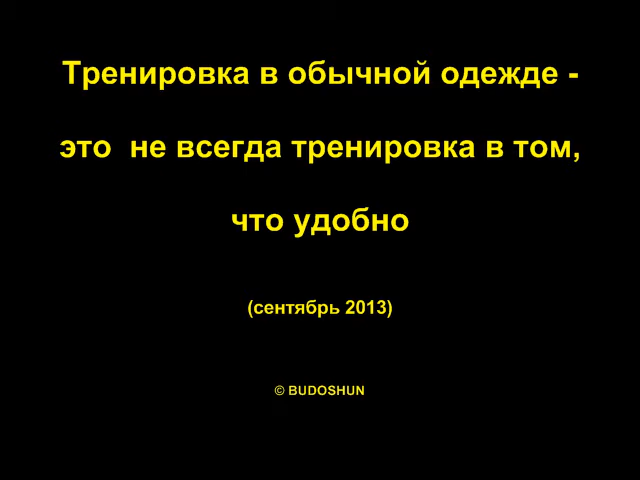 Тренировка в обычной одежде -
это  не всегда тренировка в том,
что удобно
(сентябрь 2013)
© BUDOSHUN